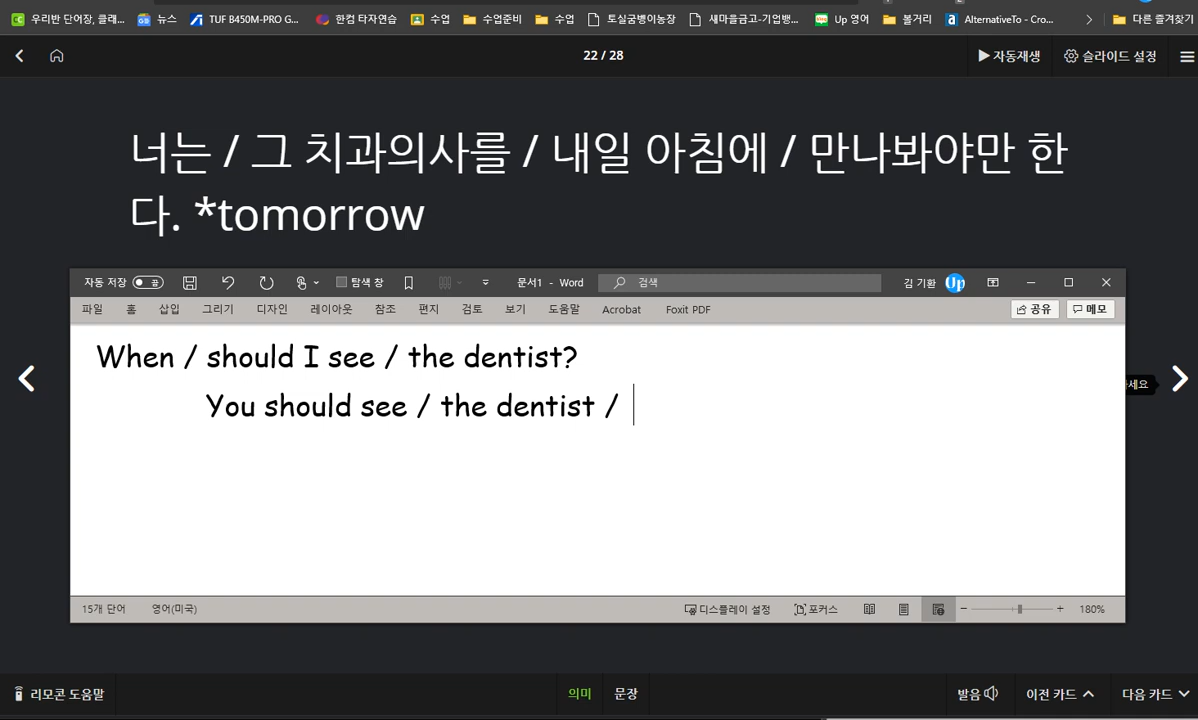 우리반 단어장, 클래... 뉴스 TUF B450M-PRO G... 한컴 타자연습 수업 수업준비 수업 토실굼벵이농장 새마을금고-기업뱅... Up 영어 볼거리 AlternativeTo - Cro... 다른 즐겨찾기
22 / 28 자동재생 슬라이드 설정
너는 / 그 치과의사를 / 내일 아침에 / 만나봐야만 한
다. *tomorrow
자동 저장 끔 탐색 창 문서1 - Word 검색 김 기환 Up
파일 홈 삽입 그리기 디자인 레이아웃 참조 편지 검토 보기 도움말 Acrobat Foxit PDF 공유 메모
When / should I see / the dentist?
세요
You should see / the dentist /
15개 단어 영어(미국) 디스플레이 설정 포커스 180%
리모콘 도움말 의미 문장 발음 이전 카드 다음 카드